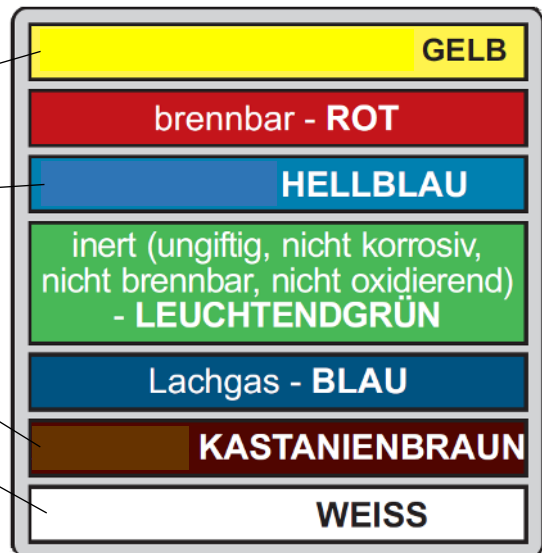 GELB
brennbar - ROT
HELLBLAU
inert (ungiftig, nicht korrosiv,
nicht brennbar, nicht oxidierend)
- LEUCHTENDGRÜN
Lachgas - BLAU
KASTANIENBRAUN
WEISS